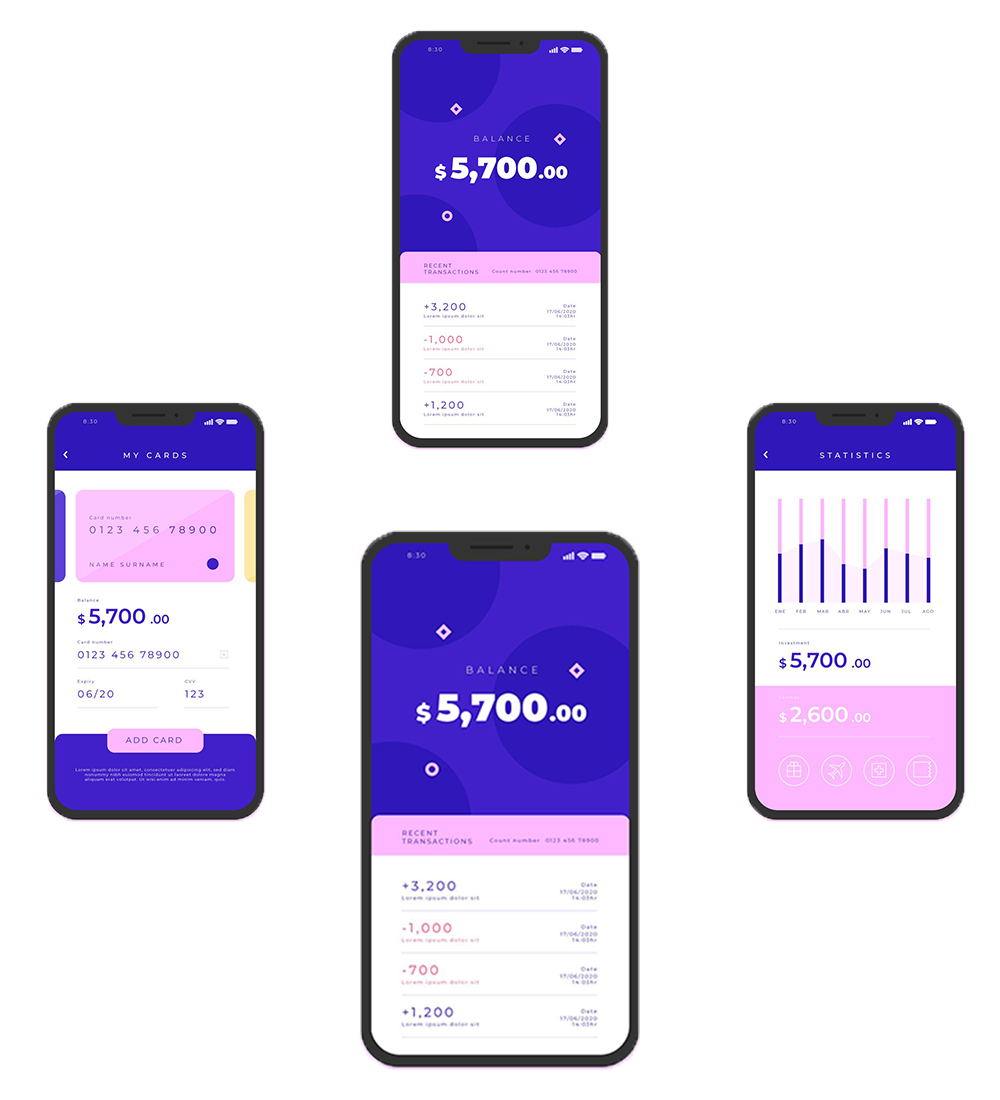 8:30
BALANCE
$ 5,700.00
RECENT
TRANSACTIONS
Count number 0123 456 78900
+3,200
Lorem ipsum dolor sit
Date
17/06/2020
14:03hr
-1,000
Lorem ipsum dolor sit
Date
17/06/2020
14:03hr
-700
Lorem ipsum dolor sit
Date
17/06/2020
14:03hr
+1,200
Lorem ipsum dolor sit
Date
17/06/2020
14:03hr
8:30
MY CARDS
Card number
0123 456 78900
NAME SURNAME
Balance
$ 5,700 .00
Card number
0123 456 78900
Expiry
06/20
CVV
123
ADD CARD
Lorem ipsum dolor sit amet, consectetuer adipiscing elit, sed diam
nonummy nibh euismod tincidunt ut laoreet dolore magna
aliquam erat volutpat. Ut wisi enim ad minim veniam, quis.
8:30
STATISTICS
ENE FEB MAR ABR MAY JUN JUL AGO
Investment
$ 5,700 .00
$ 2,600 .00
8:30
BALANCE
$ 5,700.00
RECENT
TRANSACTIONS
Count number 0123 456 78900
+3,200
Lorem ipsum dolor sit
Date
17/06/2020
14:03hr
-1,000
Lorem ipsum dolor sit
Date
17/06/2020
14:03hr
-700
Lorem ipsum dolor sit
Date
17/06/2020
14:03hr
+1,200
Lorem ipsum dolor sit
Date
17/06/2020
14:03hr